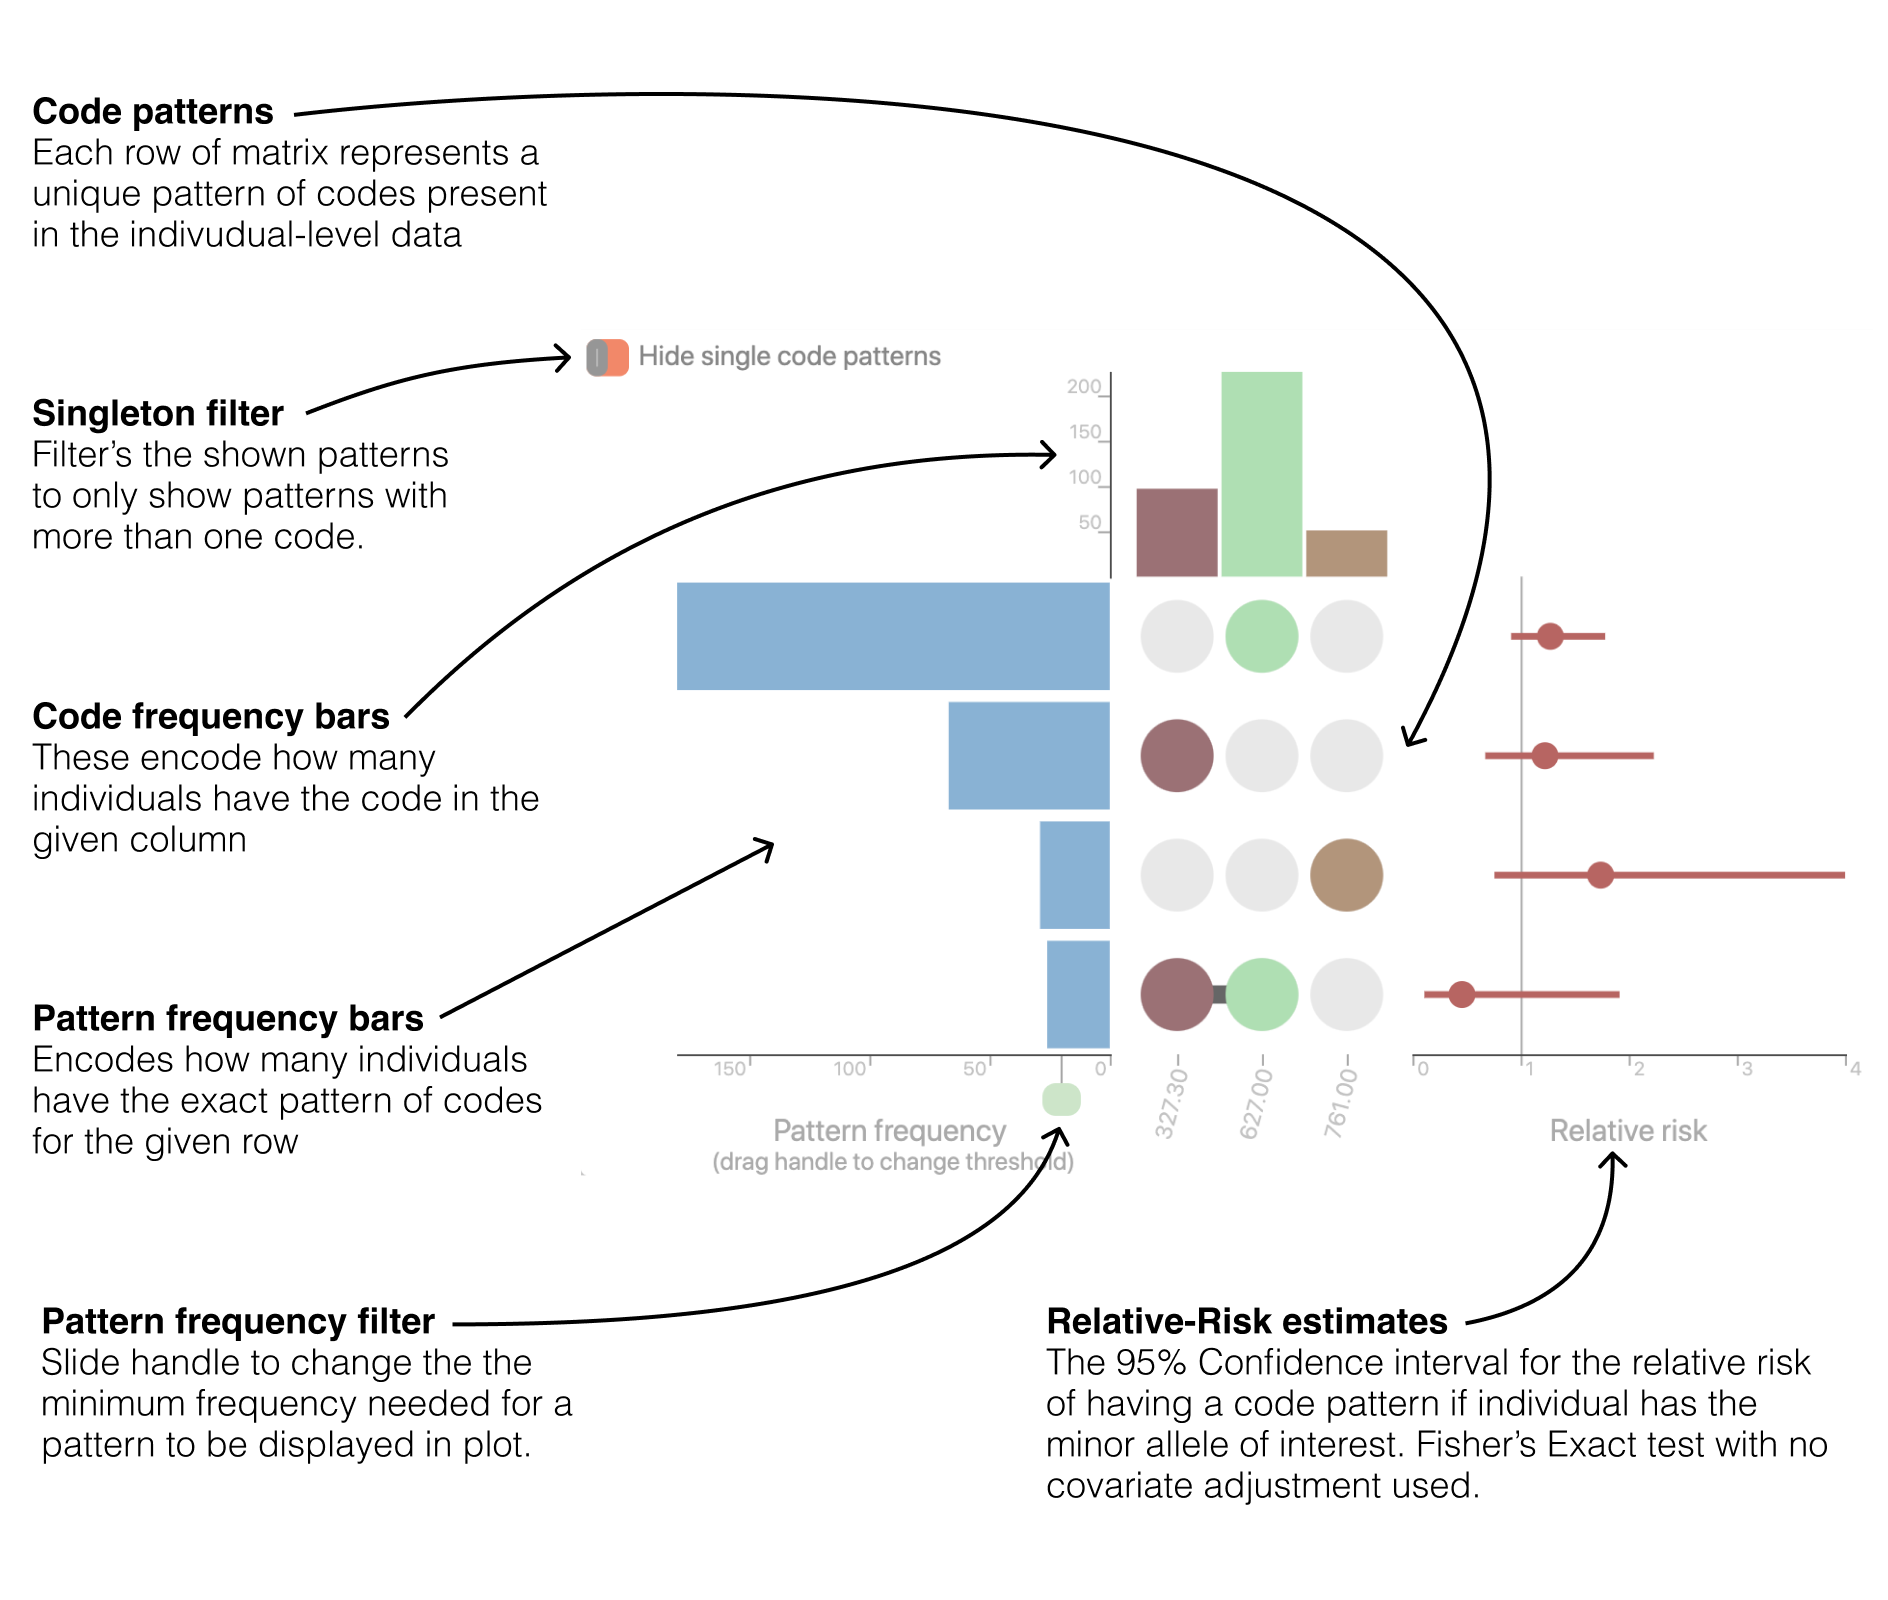 Code patterns
Each row of matrix represents a
unique pattern of codes present
in the indivudual-level data
Hide single code patterns
Singleton filter
Filter's the shown patterns
to only show patterns with
more than one code.
200
150
100
50
Code frequency bars
These encode how many
individuals have the code in the
given column
Pattern frequency bars
Encodes how many individuals
have the exact pattern of codes
for the given row
150 100 50 0
327.30 627.00 761.00
0 1 2 3 4
Pattern frequency
(drag handle to change threshold)
Relative risk
Pattern frequency filter
Slide handle to change the the
minimum frequency needed for a
pattern to be displayed in plot.
Relative-Risk estimates
The 95% Confidence interval for the relative risk
of having a code pattern if individual has the
minor allele of interest. Fisher's Exact test with no
covariate adjustment used.